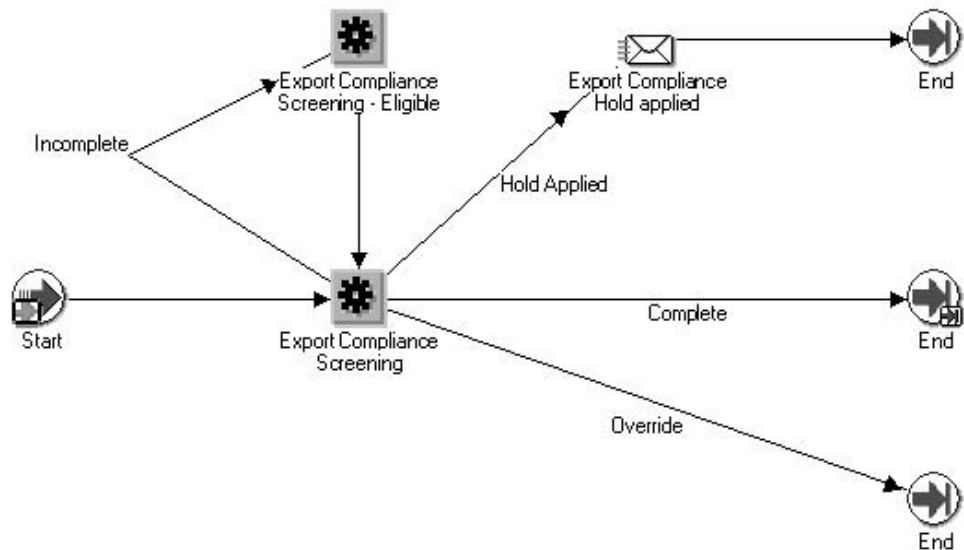 Export Compliance
Screening - Eligible
Export Compliance
Hold applied
End
Incomplete
Hold Applied
Start
Export Compliance
Screening
Complete
End
Override
End